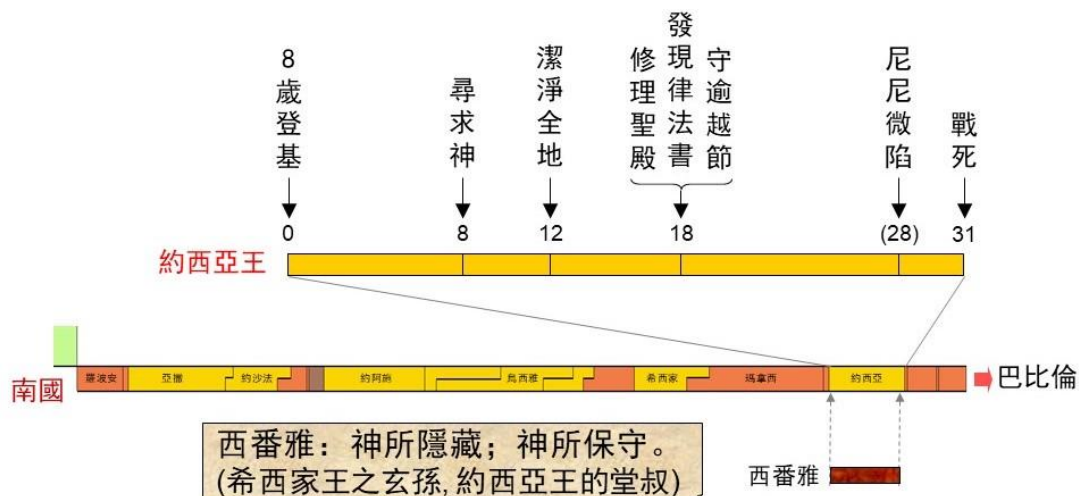 8歲登基
尋求神
潔淨全地
修理聖殿
發現律法書
守逾越節
尼尼微陷
戰死
0 8 12 18 (28) 31
約西亞王
南國
羅波安 亞撒 約沙法 約阿施 烏西雅 希西家 瑪拿西 約西亞
巴比倫
西番雅：神所隱藏；神所保守。
(希西家王之玄孫, 約西亞王的堂叔)
西番雅